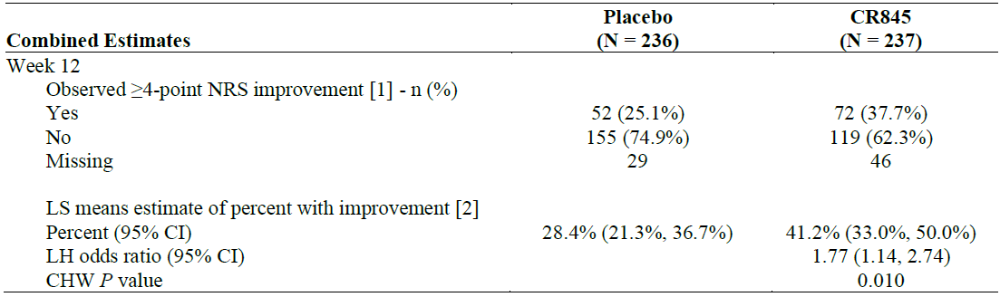 Placebo CR845
Combined Estimates (N = 236) (N = 237)
Week 12
Observed ≥4-point NRS improvement [1] - n (%)
Yes 52 (25.1%) 72 (37.7%)
No 155 (74.9%) 119 (62.3%)
Missing 29 46
LS means estimate of percent with improvement [2]
Percent (95% CI) 28.4% (21.3%, 36.7%) 41.2% (33.0%, 50.0%)
LH odds ratio (95% CI) 1.77 (1.14, 2.74)
CHW P value 0.010